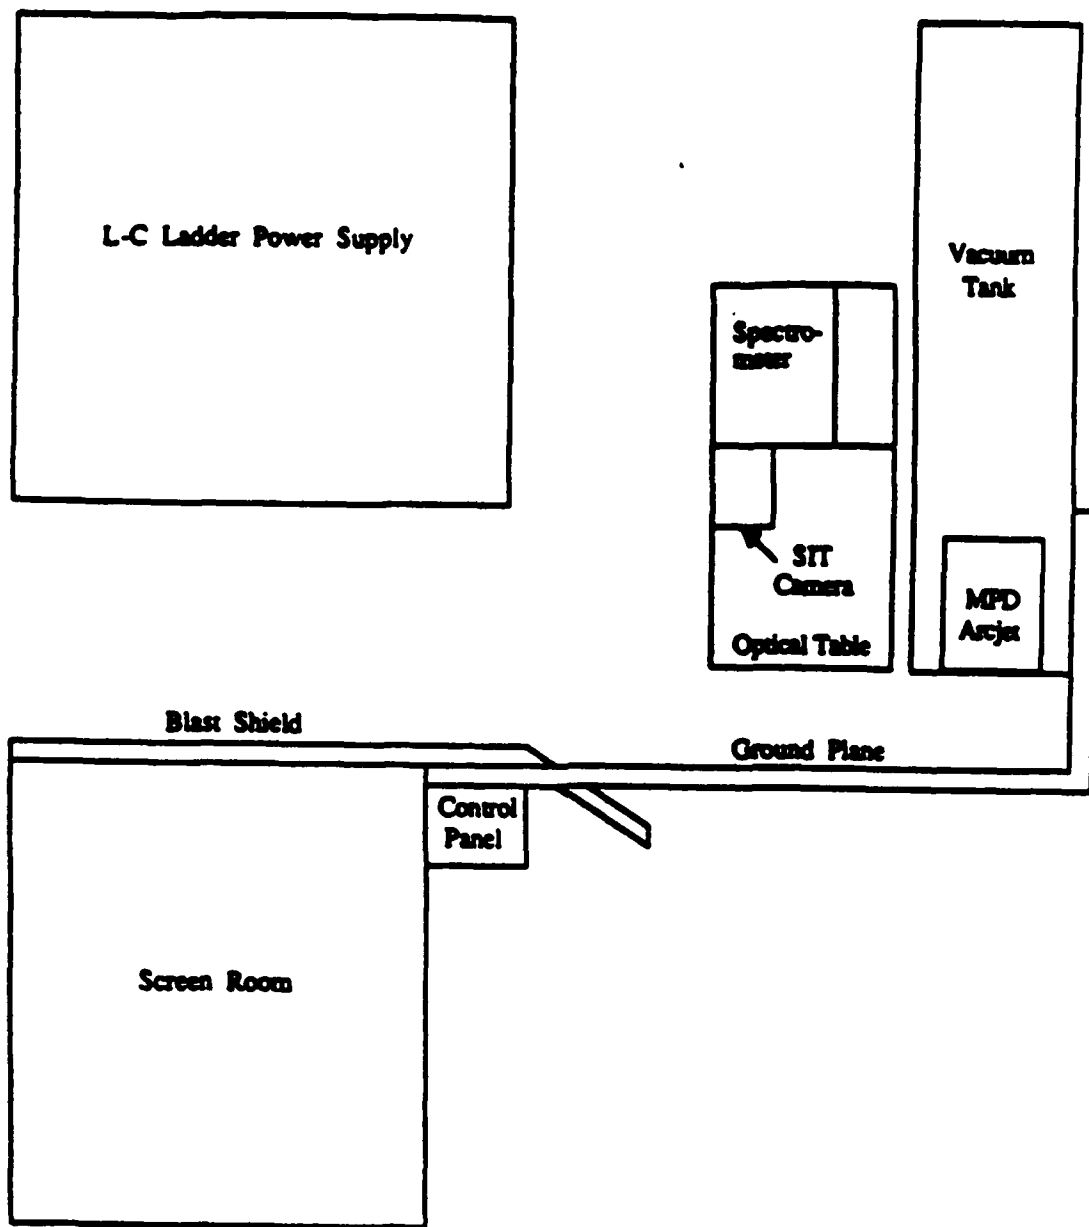 L-C Ladder Power Supply
Vacuum
Tank
Spectro-
meter
SIT
Camera
MPD
Arcjet
Optical Table
Blast Shield
Ground Plane
Control
Panel
Screen Room